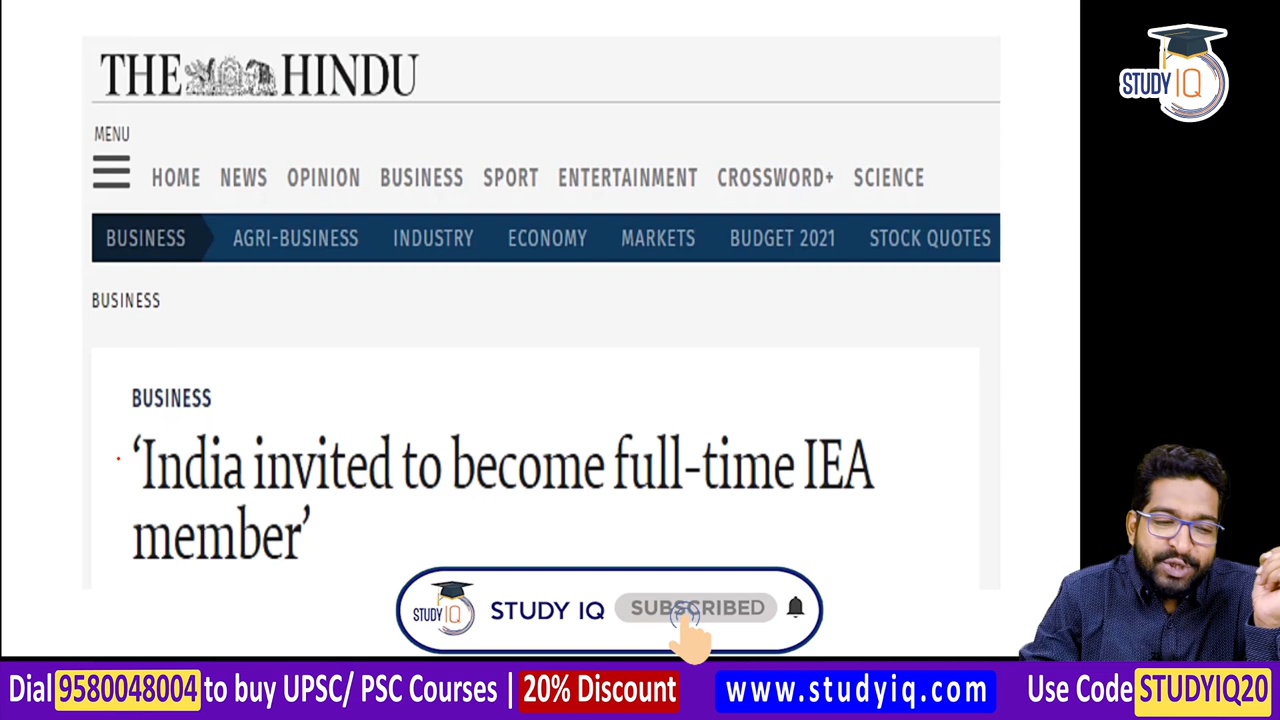 THE HINDU
STUDY IQ
MENU
HOME NEWS OPINION BUSINESS SPORT ENTERTAINMENT CROSSWORD+ SCIENCE
BUSINESS AGRI-BUSINESS INDUSTRY ECONOMY MARKETS BUDGET 2021 STOCK QUOTES
BUSINESS
BUSINESS
‘India invited to become full-time IEA
member’
STUDY IQ STUDY IQ SUBSCRIBED
Dial 9580048004 to buy UPSC/ PSC Courses | 20% Discount www.studyiq.com Use Code STUDYIQ20